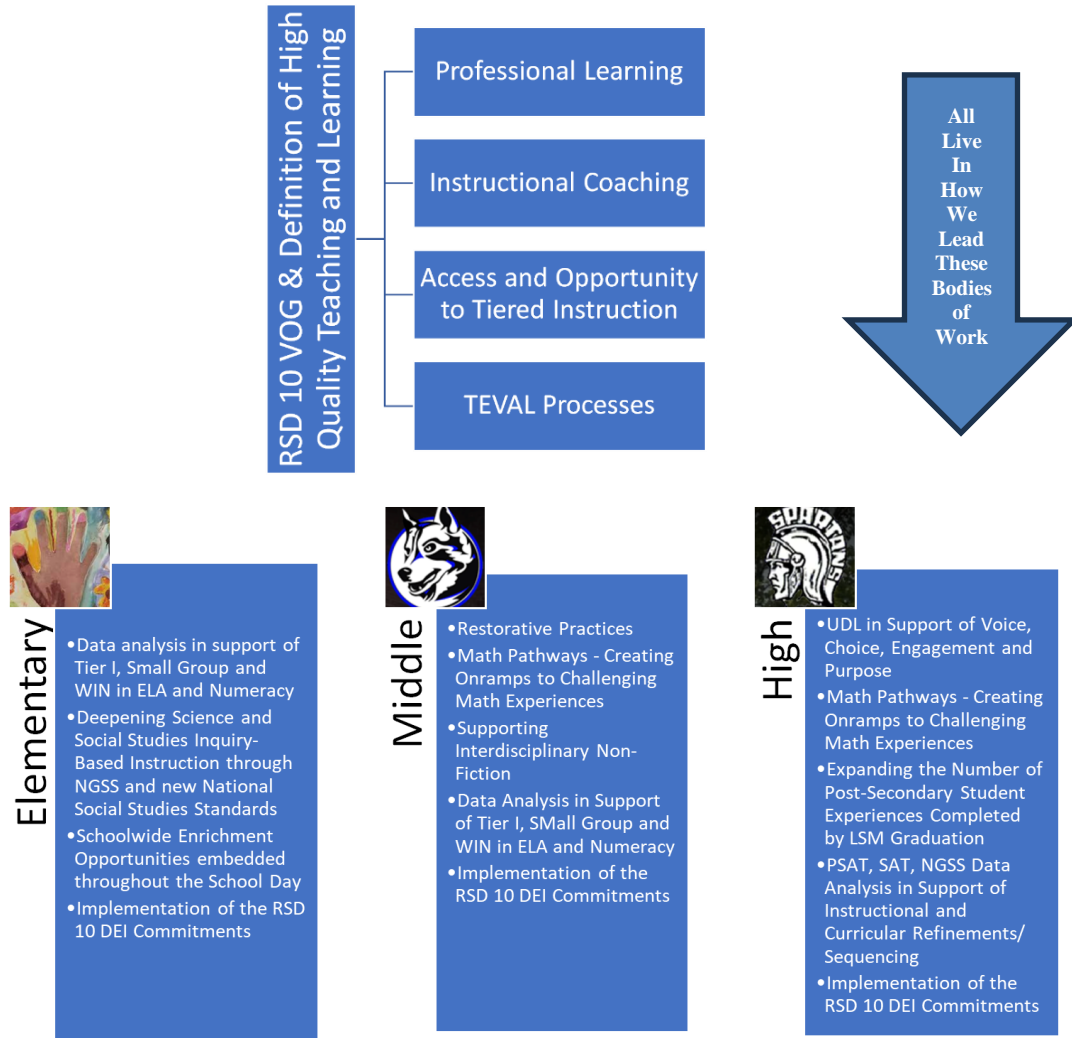 RSD 10 VOG & Definition of High
Quality Teaching and Learning
Professional Learning
Instructional Coaching
Access and Opportunity
to Tiered Instruction
TEVAL Processes
All
Live
In
How
We
Lead
These
Bodies
of
Work
Elementary
•Data analysis in support of
Tier I, Small Group and
WIN in ELA and Numeracy
•Deepening Science and
Social Studies Inquiry-
Based Instruction through
NGSS and new National
Social Studies Standards
•Schoolwide Enrichment
Opportunities embedded
throughout the School Day
•Implementation of the RSD
10 DEI Commitments
Middle
•Restorative Practices
•Math Pathways - Creating
Onramps to Challenging
Math Experiences
•Supporting
Interdisciplinary Non-
Fiction
•Data Analysis in Support
of Tier I, SMall Group and
WIN in ELA and Numeracy
•Implementation of the
RSD 10 DEI Commitments
SPARTANS
High
•UDL in Support of Voice,
Choice, Engagement and
Purpose
•Math Pathways - Creating
Onramps to Challenging
Math Experiences
•Expanding the Number of
Post-Secondary Student
Experiences Completed
by LSM Graduation
•PSAT, SAT, NGSS Data
Analysis in Support of
Instructional and
Curricular Refinements/
Sequencing
•Implementation of the
RSD 10 DEI Commitments